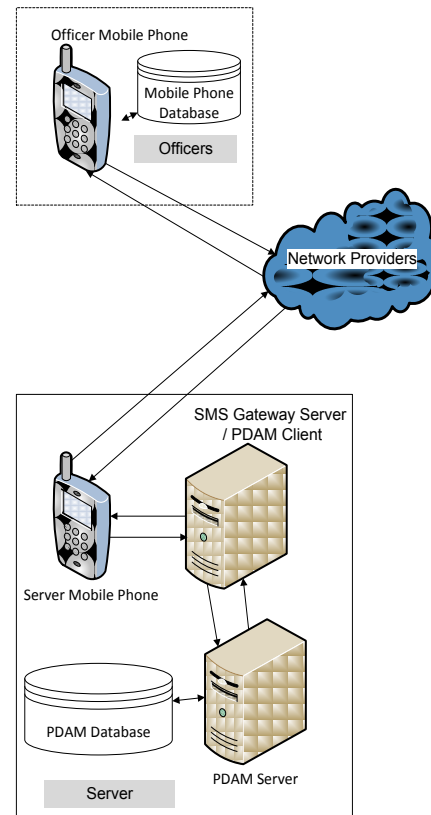 Officer Mobile Phone
Mobile Phone
Database
Officers
Network Providers
SMS Gateway Server
/ PDAM Client
Server Mobile Phone
PDAM Database
PDAM Server
Server